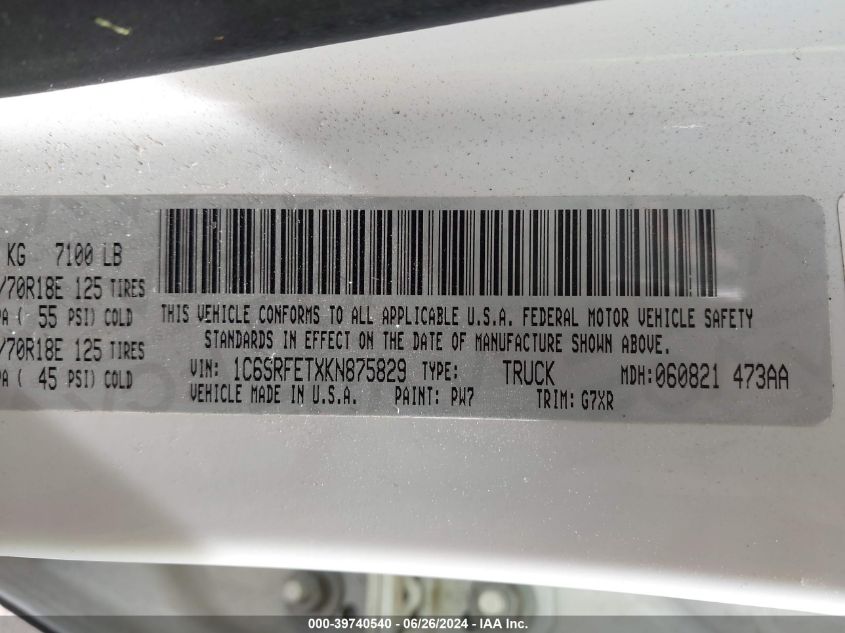 KG 7100 LB
/70R18E 125 TIRES
PA ( 55 PSI) COLD
/70R18E 125 TIRES
PA ( 45 PSI) COLD
THIS VEHICLE CONFORMS TO ALL APPLICABLE U.S.A. FEDERAL MOTOR VEHICLE SAFETY
STANDARDS IN EFFECT ON THE DATE OF MANUFACTURE SHOWN ABOVE.
VIN: 1C6SRFETXKN875829 TYPE: TRUCK MDH:060821 473AA
VEHICLE MADE IN U.S.A. PAINT: PW7 TRIM: G7XR
000-39740540 - 06/26/2024 - IAA Inc.